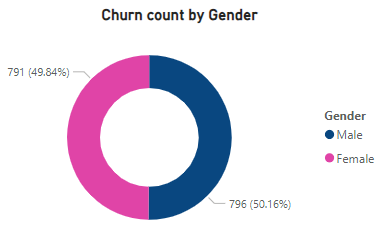 Churn count by Gender
791 (49.84%)
Gender
Male
Female
796 (50.16%)